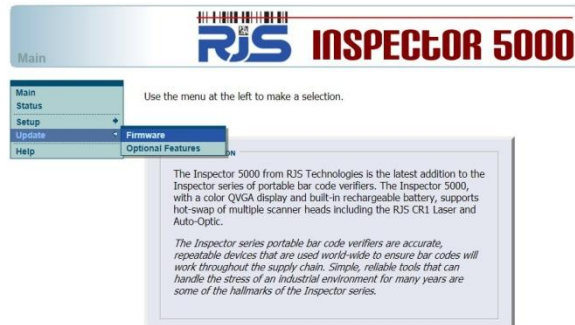 Main
RJS INSPECtOR 5000
Main
Status
Setup
Update
Help
Firmware
Optional Features
Use the menu at the left to make a selection.
The Inspector 5000 from RJS Technologies is the latest addition to the
Inspector series of portable bar code verifiers. The Inspector 5000,
with a color QVGA display and built-in rechargeable battery, supports
hot-swap of multiple scanner heads including the RJS CR1 Laser and
Auto-Optic.
The Inspector series portable bar code verifiers are accurate,
repeatable devices that are used world-wide to ensure bar codes will
work throughout the supply chain. Simple, reliable tools that can
handle the stress of an industrial environment for many years are
some of the hallmarks of the Inspector series.